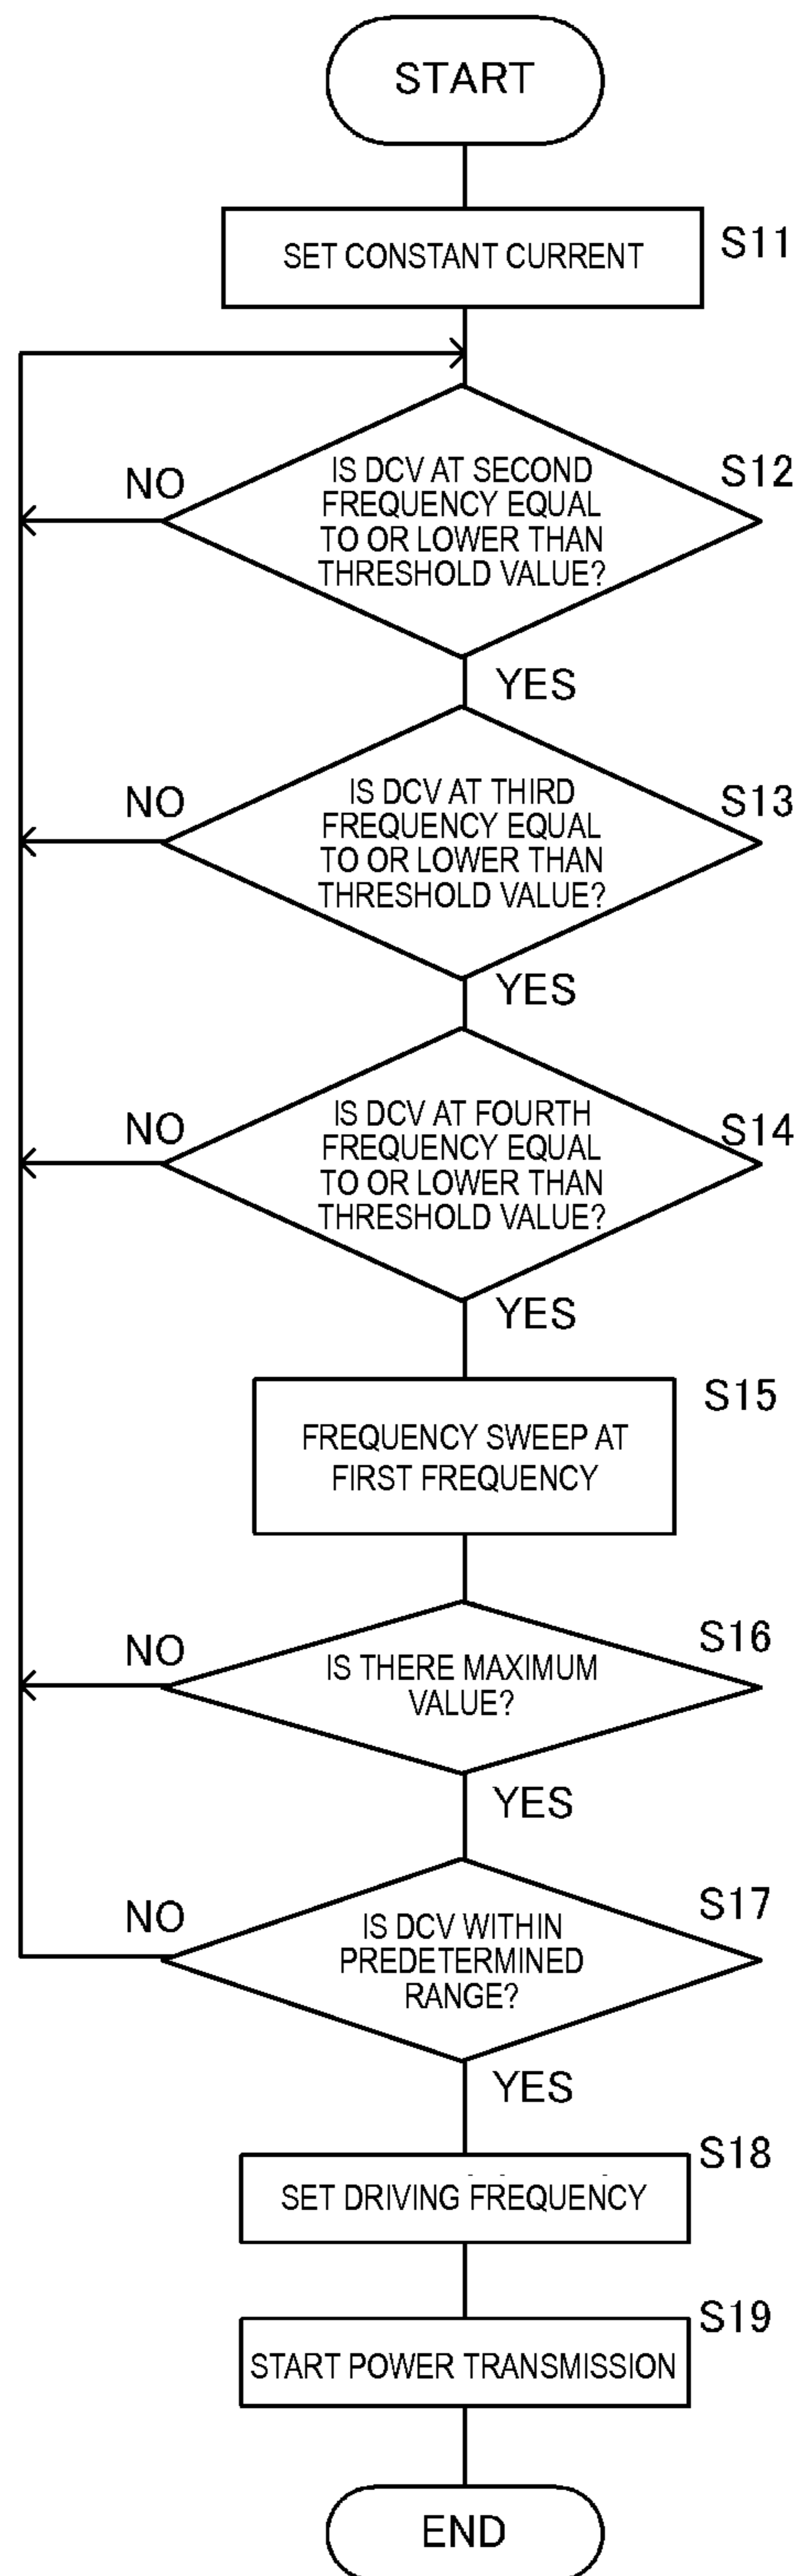 START
SET CONSTANT CURRENT
S11
IS DCV AT SECOND
FREQUENCY EQUAL
TO OR LOWER THAN
THRESHOLD VALUE?
S12
NO
YES
IS DCV AT THIRD
FREQUENCY EQUAL
TO OR LOWER THAN
THRESHOLD VALUE?
S13
NO
YES
IS DCV AT FOURTH
FREQUENCY EQUAL
TO OR LOWER THAN
THRESHOLD VALUE?
S14
NO
YES
FREQUENCY SWEEP AT
FIRST FREQUENCY
S15
IS THERE MAXIMUM
VALUE?
S16
NO
YES
IS DCV WITHIN
PREDETERMINED
RANGE?
S17
NO
YES
SET DRIVING FREQUENCY
S18
START POWER TRANSMISSION
S19
END